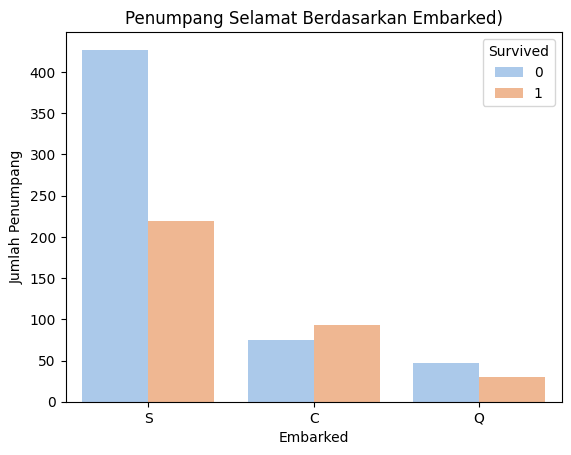 Penumpang Selamat Berdasarkan Embarked)
Survived
0
1
400
350
300
250
200
150
100
50
0
Jumlah Penumpang
S
C
Q
Embarked